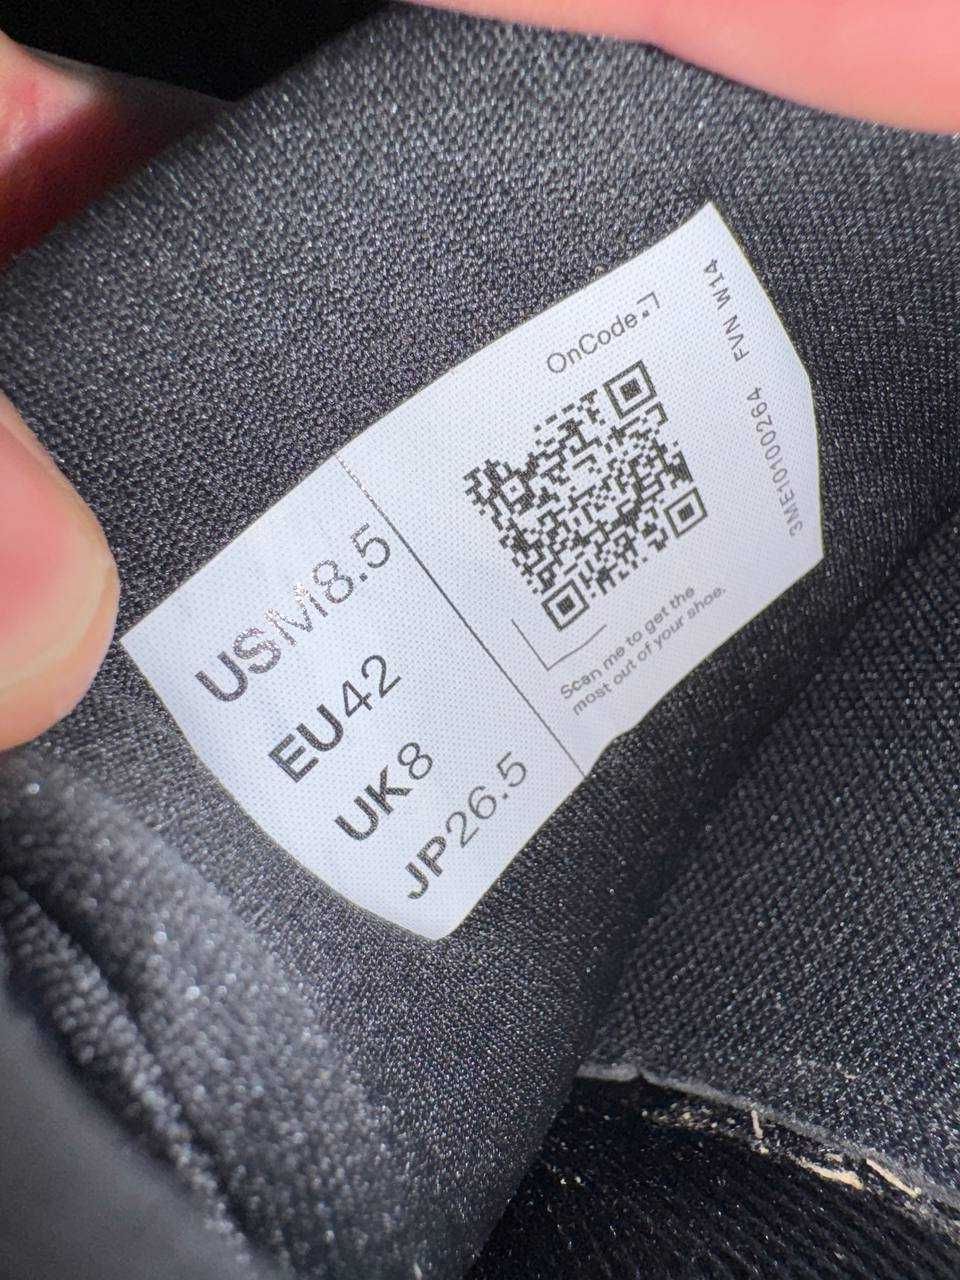 USM8.5
EU42
UK8
JP26.5
OnCode
Scan me to get the
most out of your shoe.
3ME10100264 FVN W14